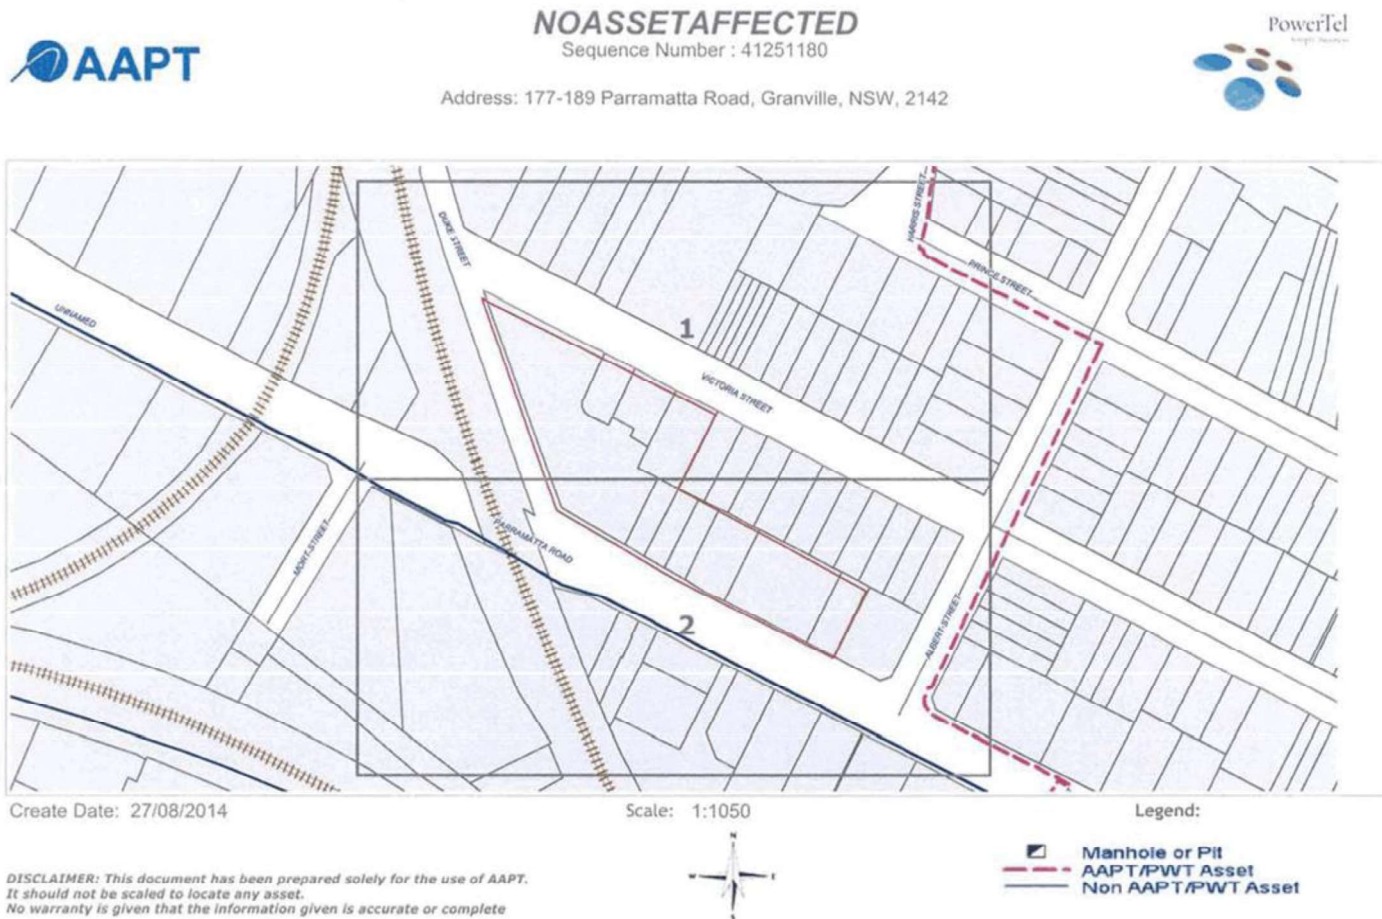 NOASSETAFFECTED
Sequence Number : 41251180
Address: 177-189 Parramatta Road, Granville, NSW, 2142
AAPT
PowerTel
DUKE STREET
HARRIS STREET
PRINCE STREET
UNNAMED
1
VICTORIA STREET
PARRAMATTA ROAD
MORT STREET
2
ALBERT STREET
Create Date: 27/08/2014
Scale: 1:1050
Legend:
N
W
E
S
Manhole or Pit
AAPT/PWT Asset
Non AAPT/PWT Asset
DISCLAIMER: This document has been prepared solely for the use of AAPT.
It should not be scaled to locate any asset.
No warranty is given that the information given is accurate or complete